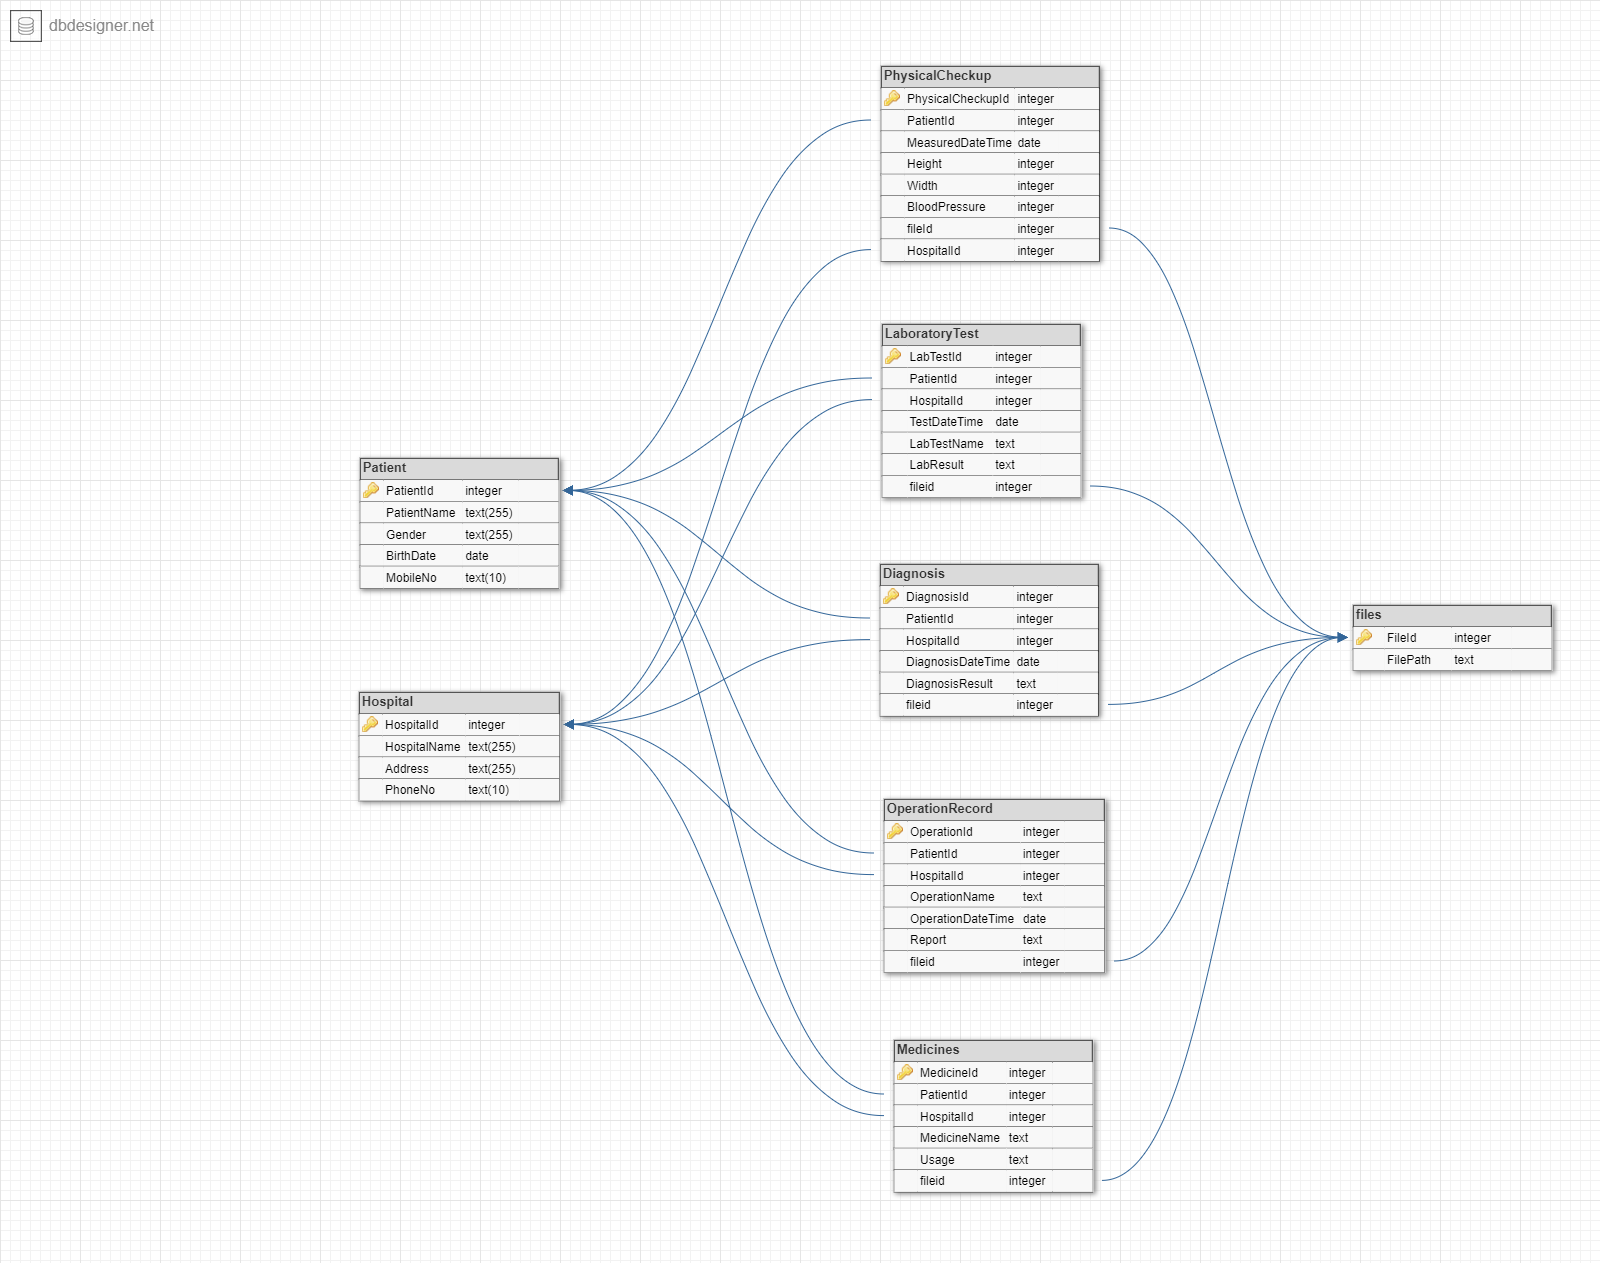 dbdesigner.net
PhysicalCheckup
PhysicalCheckupId integer
PatientId integer
MeasuredDateTime date
Height integer
Width integer
BloodPressure integer
fileId integer
HospitalId integer
LaboratoryTest
LabTestId integer
PatientId integer
HospitalId integer
TestDateTime date
LabTestName text
LabResult text
fileid integer
Patient
PatientId integer
PatientName text(255)
Gender text(255)
BirthDate date
MobileNo text(10)
Diagnosis
DiagnosisId integer
PatientId integer
HospitalId integer
DiagnosisDateTime date
DiagnosisResult text
fileid integer
files
FileId integer
FilePath text
Hospital
HospitalId integer
HospitalName text(255)
Address text(255)
PhoneNo text(10)
OperationRecord
OperationId integer
PatientId integer
HospitalId integer
OperationName text
OperationDateTime date
Report text
fileid integer
Medicines
MedicineId integer
PatientId integer
HospitalId integer
MedicineName text
Usage text
fileid integer